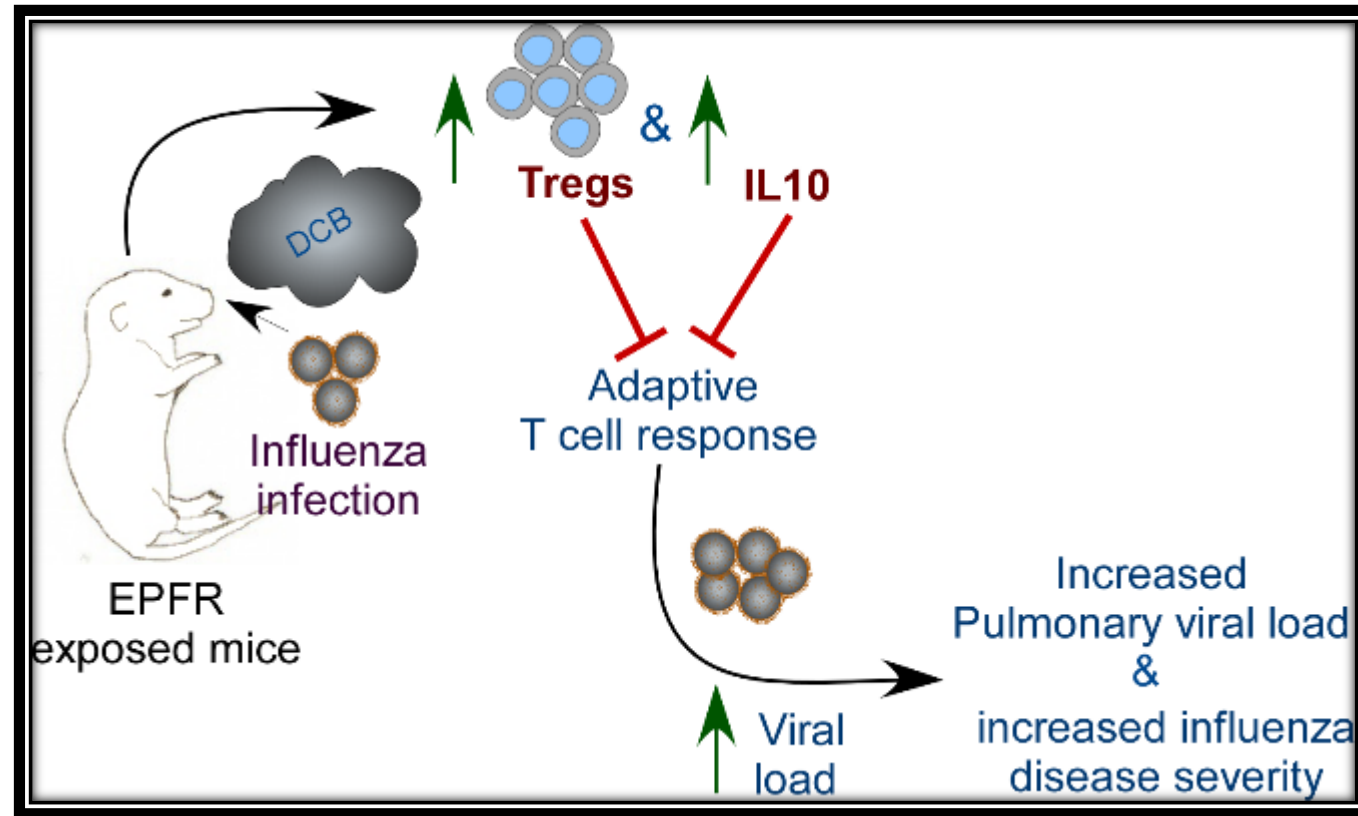 &
Tregs
IL10
DCB
Adaptive
T cell response
Influenza
infection
EPFR
exposed mice
Viral
load
Increased
Pulmonary viral load
&
increased influenza
disease severity